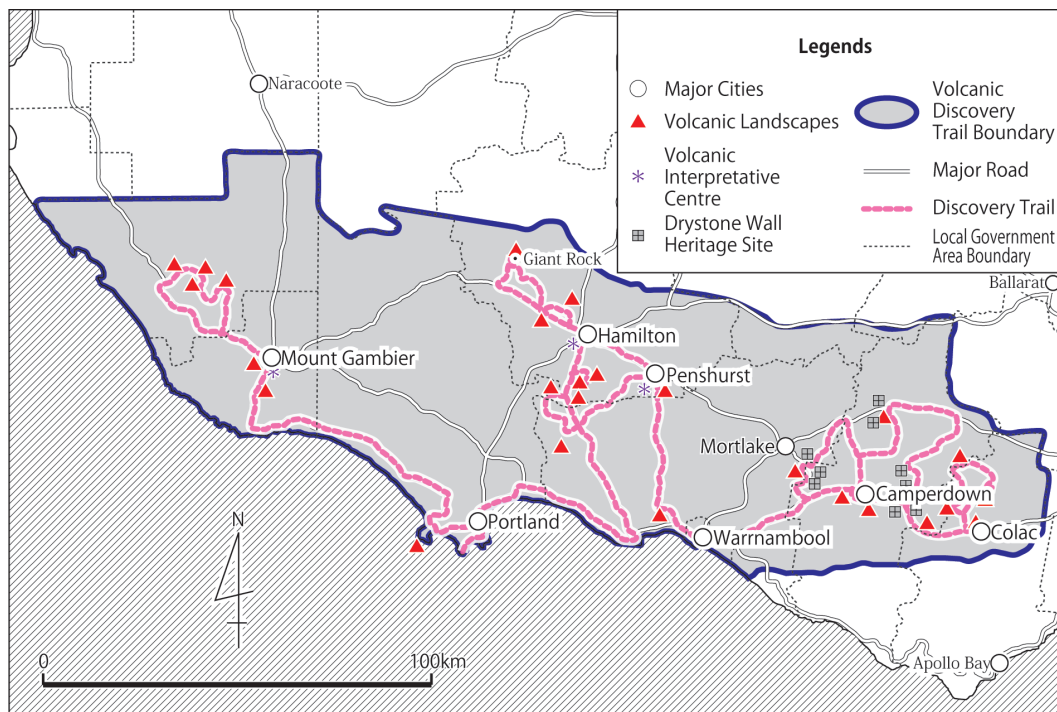 Legends
Major Cities
Volcanic Landscapes
Volcanic
Interpretative
Centre
Drystone Wall
Heritage Site
Volcanic
Discovery
Trail Boundary
Major Road
Discovery Trail
Local Government
Area Boundary
Naracoote
Giant Rock
Ballarat
Hamilton
Mount Gambier
Penshurst
Mortlake
Camperdown
Portland
Warrnambool
Colac
N
Apollo Bay
0
100km